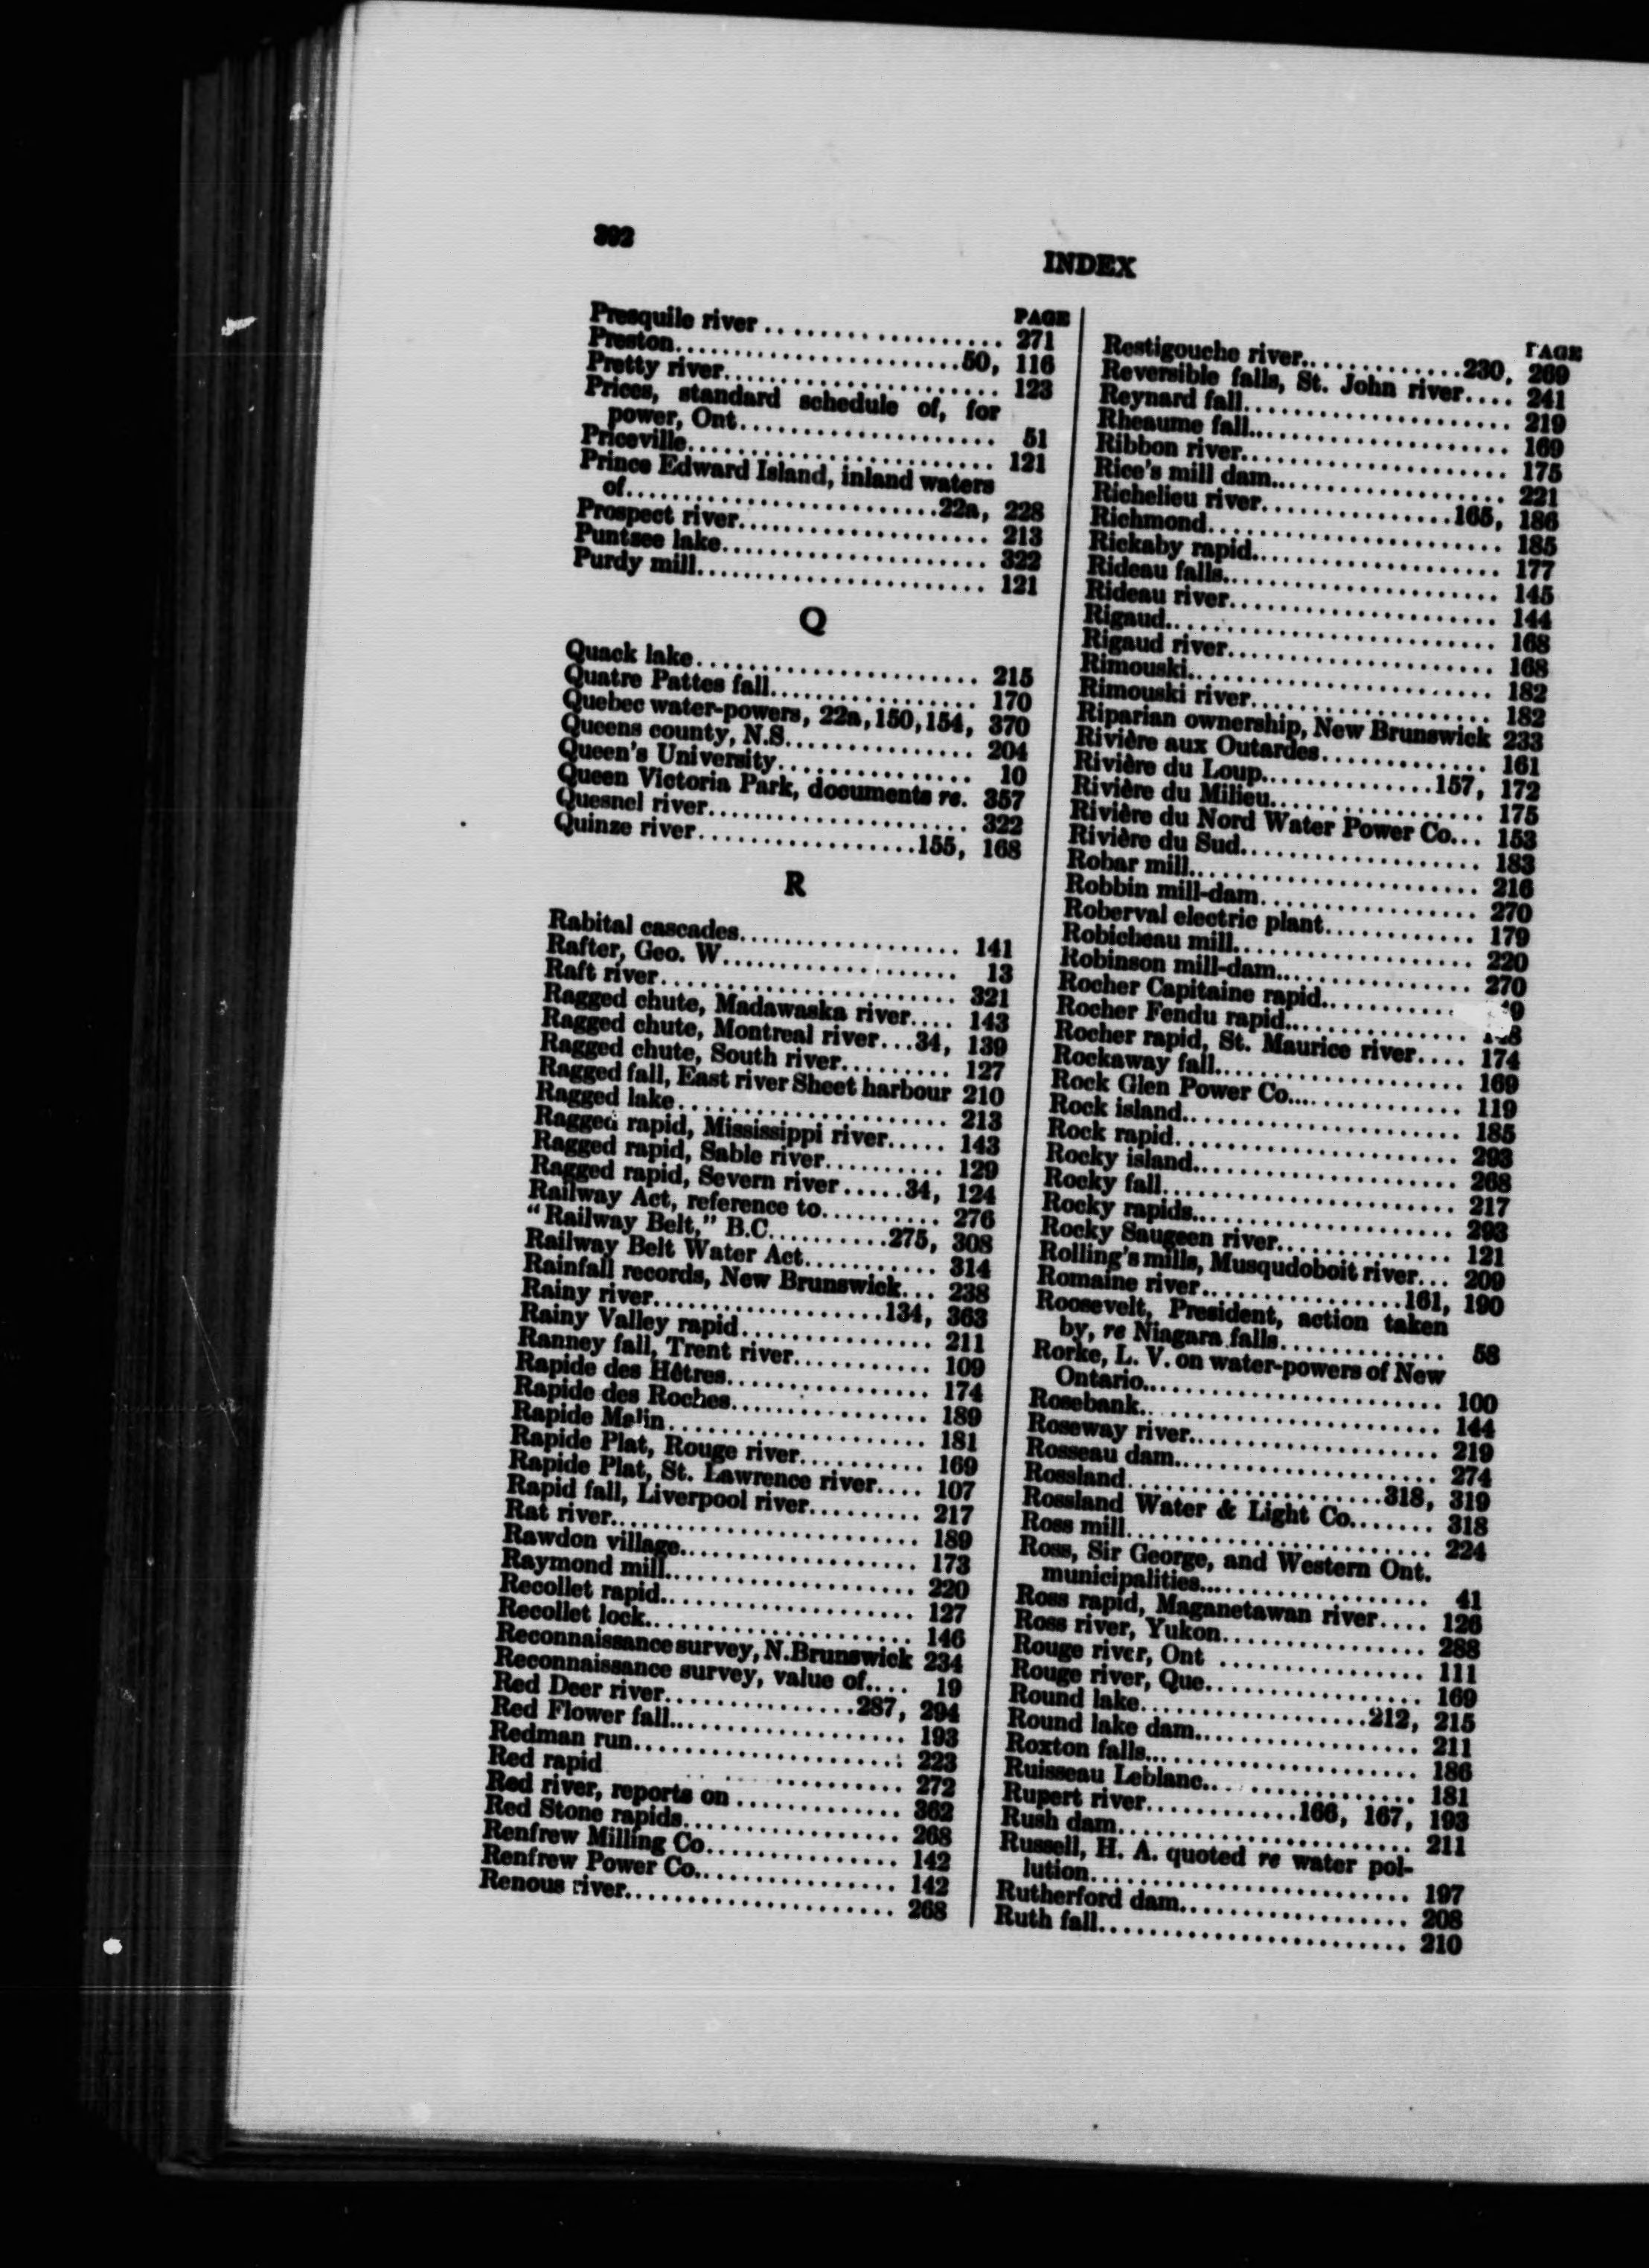 392
INDEX
PAGE
Presquile river .................... 271
Preston........................50, 116
Pretty river........................ 123
Prices, standard schedule of, for
power, Ont...................... 51
Priceville.......................... 121
Prince Edward Island, inland waters
of...........................22a, 228
Prospect river..................... 213
Puntsee lake....................... 322
Purdy mill......................... 121
Q
Quack lake........................ 215
Quatre Pattes fall................. 170
Quebec water-powers, 22a,150,154, 370
Queens county, N.S................ 204
Queen's University................. 10
Queen Victoria Park, documents re. 357
Quesnel river...................... 322
Quinze river...................155, 168
R
Rabital cascades................... 141
Rafter, Geo. W.................... 13
Raft river......................... 321
Ragged chute, Madawaska river.... 143
Ragged chute, Montreal river...34, 139
Ragged chute, South river......... 127
Ragged fall, East river Sheet harbour 210
Ragged lake....................... 213
Ragged rapid, Mississippi river..... 143
Ragged rapid, Sable river.......... 129
Ragged rapid, Severn river.....34, 124
Railway Act, reference to.......... 276
"Railway Belt," B.C..........275, 308
Railway Belt Water Act........... 314
Rainfall records, New Brunswick... 238
Rainy river....................134, 363
Rainy Valley rapid................ 211
Ranney fall, Trent river........... 109
Rapide des Hêtres................. 174
Rapide des Roches................ 189
Rapide Malin...................... 181
Rapide Plat, Rouge river.......... 169
Rapide Plat, St. Lawrence river.... 107
Rapid fall, Liverpool river......... 217
Rat river.......................... 189
Rawdon village.................... 173
Raymond mill..................... 220
Recollet rapid..................... 127
Recollet lock...................... 146
Reconnaissance survey, N.Brunswick 234
Reconnaissance survey, value of.... 19
Red Deer river................287, 294
Red Flower fall.................... 193
Redman run....................... 223
Red rapid ............ 272
Red river, reports on ............. 362
Red Stone rapids.................. 268
Renfrew Milling Co................ 142
Renfrew Power Co................. 142
Renous river....................... 268
PAGE
Restigouche river..............230, 269
Reversible falls, St. John river.... 241
Reynard fall...................... 219
Rheaume fall...................... 169
Ribbon river...................... 175
Rice's mill dam.................... 221
Richelieu river................165, 186
Richmond......................... 185
Rickaby rapid..................... 177
Rideau falls....................... 145
Rideau river....................... 144
Rigaud............................ 168
Rigaud river....................... 168
Rimouski.......................... 182
Rimouski river..................... 182
Riparian ownership, New Brunswick 233
Rivière aux Outardes.............. 161
Rivière du Loup...............157, 172
Rivière du Milieu.................. 175
Rivière du Nord Water Power Co... 153
Rivière du Sud.................... 183
Robar mill......................... 216
Robbin mill-dam................... 270
Roberval electric plant............. 179
Robicheau mill..................... 220
Robinson mill-dam................. 270
Rocher Capitaine rapid...........
Rocher Fendu rapid................
Rocher rapid, St. Maurice river.... 174
Rockaway fall..................... 169
Rock Glen Power Co.............. 119
Rock island........................ 185
Rock rapid......................... 293
Rocky island....................... 268
Rocky fall......................... 217
Rocky rapids....................... 293
Rocky Saugeen river............... 121
Rolling's mills, Musqudoboit river... 209
Romaine river.................161, 190
Roosevelt, President, action taken
by, re Niagara falls.............. 58
Rorke, L. V. on water-powers of New
Ontario......................... 100
Rosebank.......................... 144
Roseway river..................... 219
Rosseau dam...................... 274
Rossland......................318, 319
Rossland Water & Light Co....... 318
Ross mill.......................... 224
Ross, Sir George, and Western Ont.
municipalities................... 41
Ross rapid, Maganetawan river.... 126
Ross river, Yukon................. 288
Rouge river, Ont ................. 111
Rouge river, Que.................. 169
Round lake....................212, 215
Round lake dam................... 211
Roxton falls....................... 186
Ruisseau Leblanc.................. 181
Rupert river.............166, 167, 193
Rush dam......................... 211
Russell, H. A. quoted re water pol-
lution........................... 197
Rutherford dam................... 208
Ruth fall.......................... 210